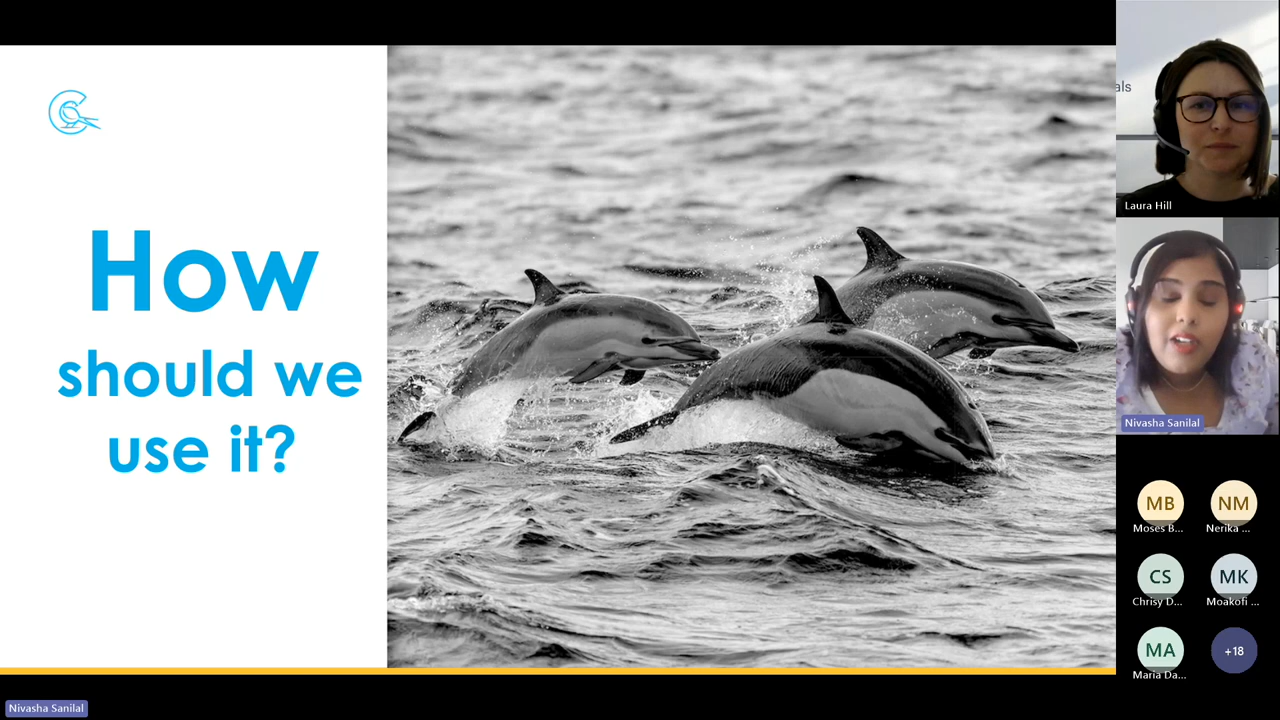 How
should we
use it?
als
Laura Hill
Nivasha Sanilal
MB
NM
Moses B...
Nerika ...
CS
MK
Chrisy D...
Moakofi ...
MA
+18
Maria Da...
Nivasha Sanilal